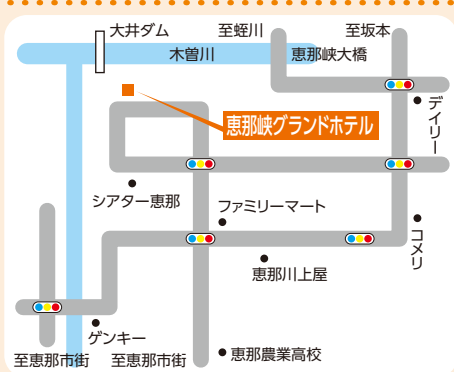 大井ダム
至蛭川
至坂本
木曽川
恵那峡大橋
デイリー
恵那峡グランドホテル
シアター恵那
ファミリーマート
コメリ
恵那川上屋
ゲンキー
至恵那市街
至恵那市街
恵那農業高校